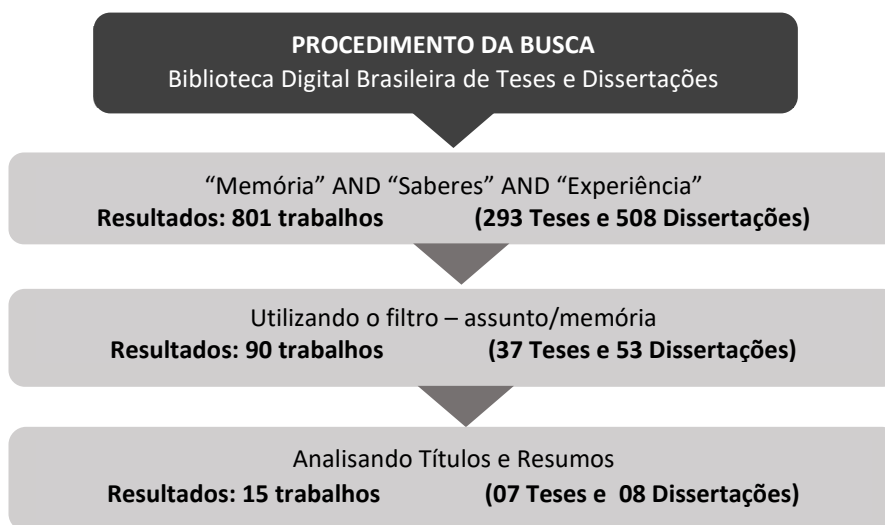 PROCEDIMENTO DA BUSCA
Biblioteca Digital Brasileira de Teses e Dissertações
“Memória” AND “Saberes” AND “Experiência”
Resultados: 801 trabalhos (293 Teses e 508 Dissertações)
Utilizando o filtro – assunto/memória
Resultados: 90 trabalhos (37 Teses e 53 Dissertações)
Analisando Títulos e Resumos
Resultados: 15 trabalhos (07 Teses e 08 Dissertações)